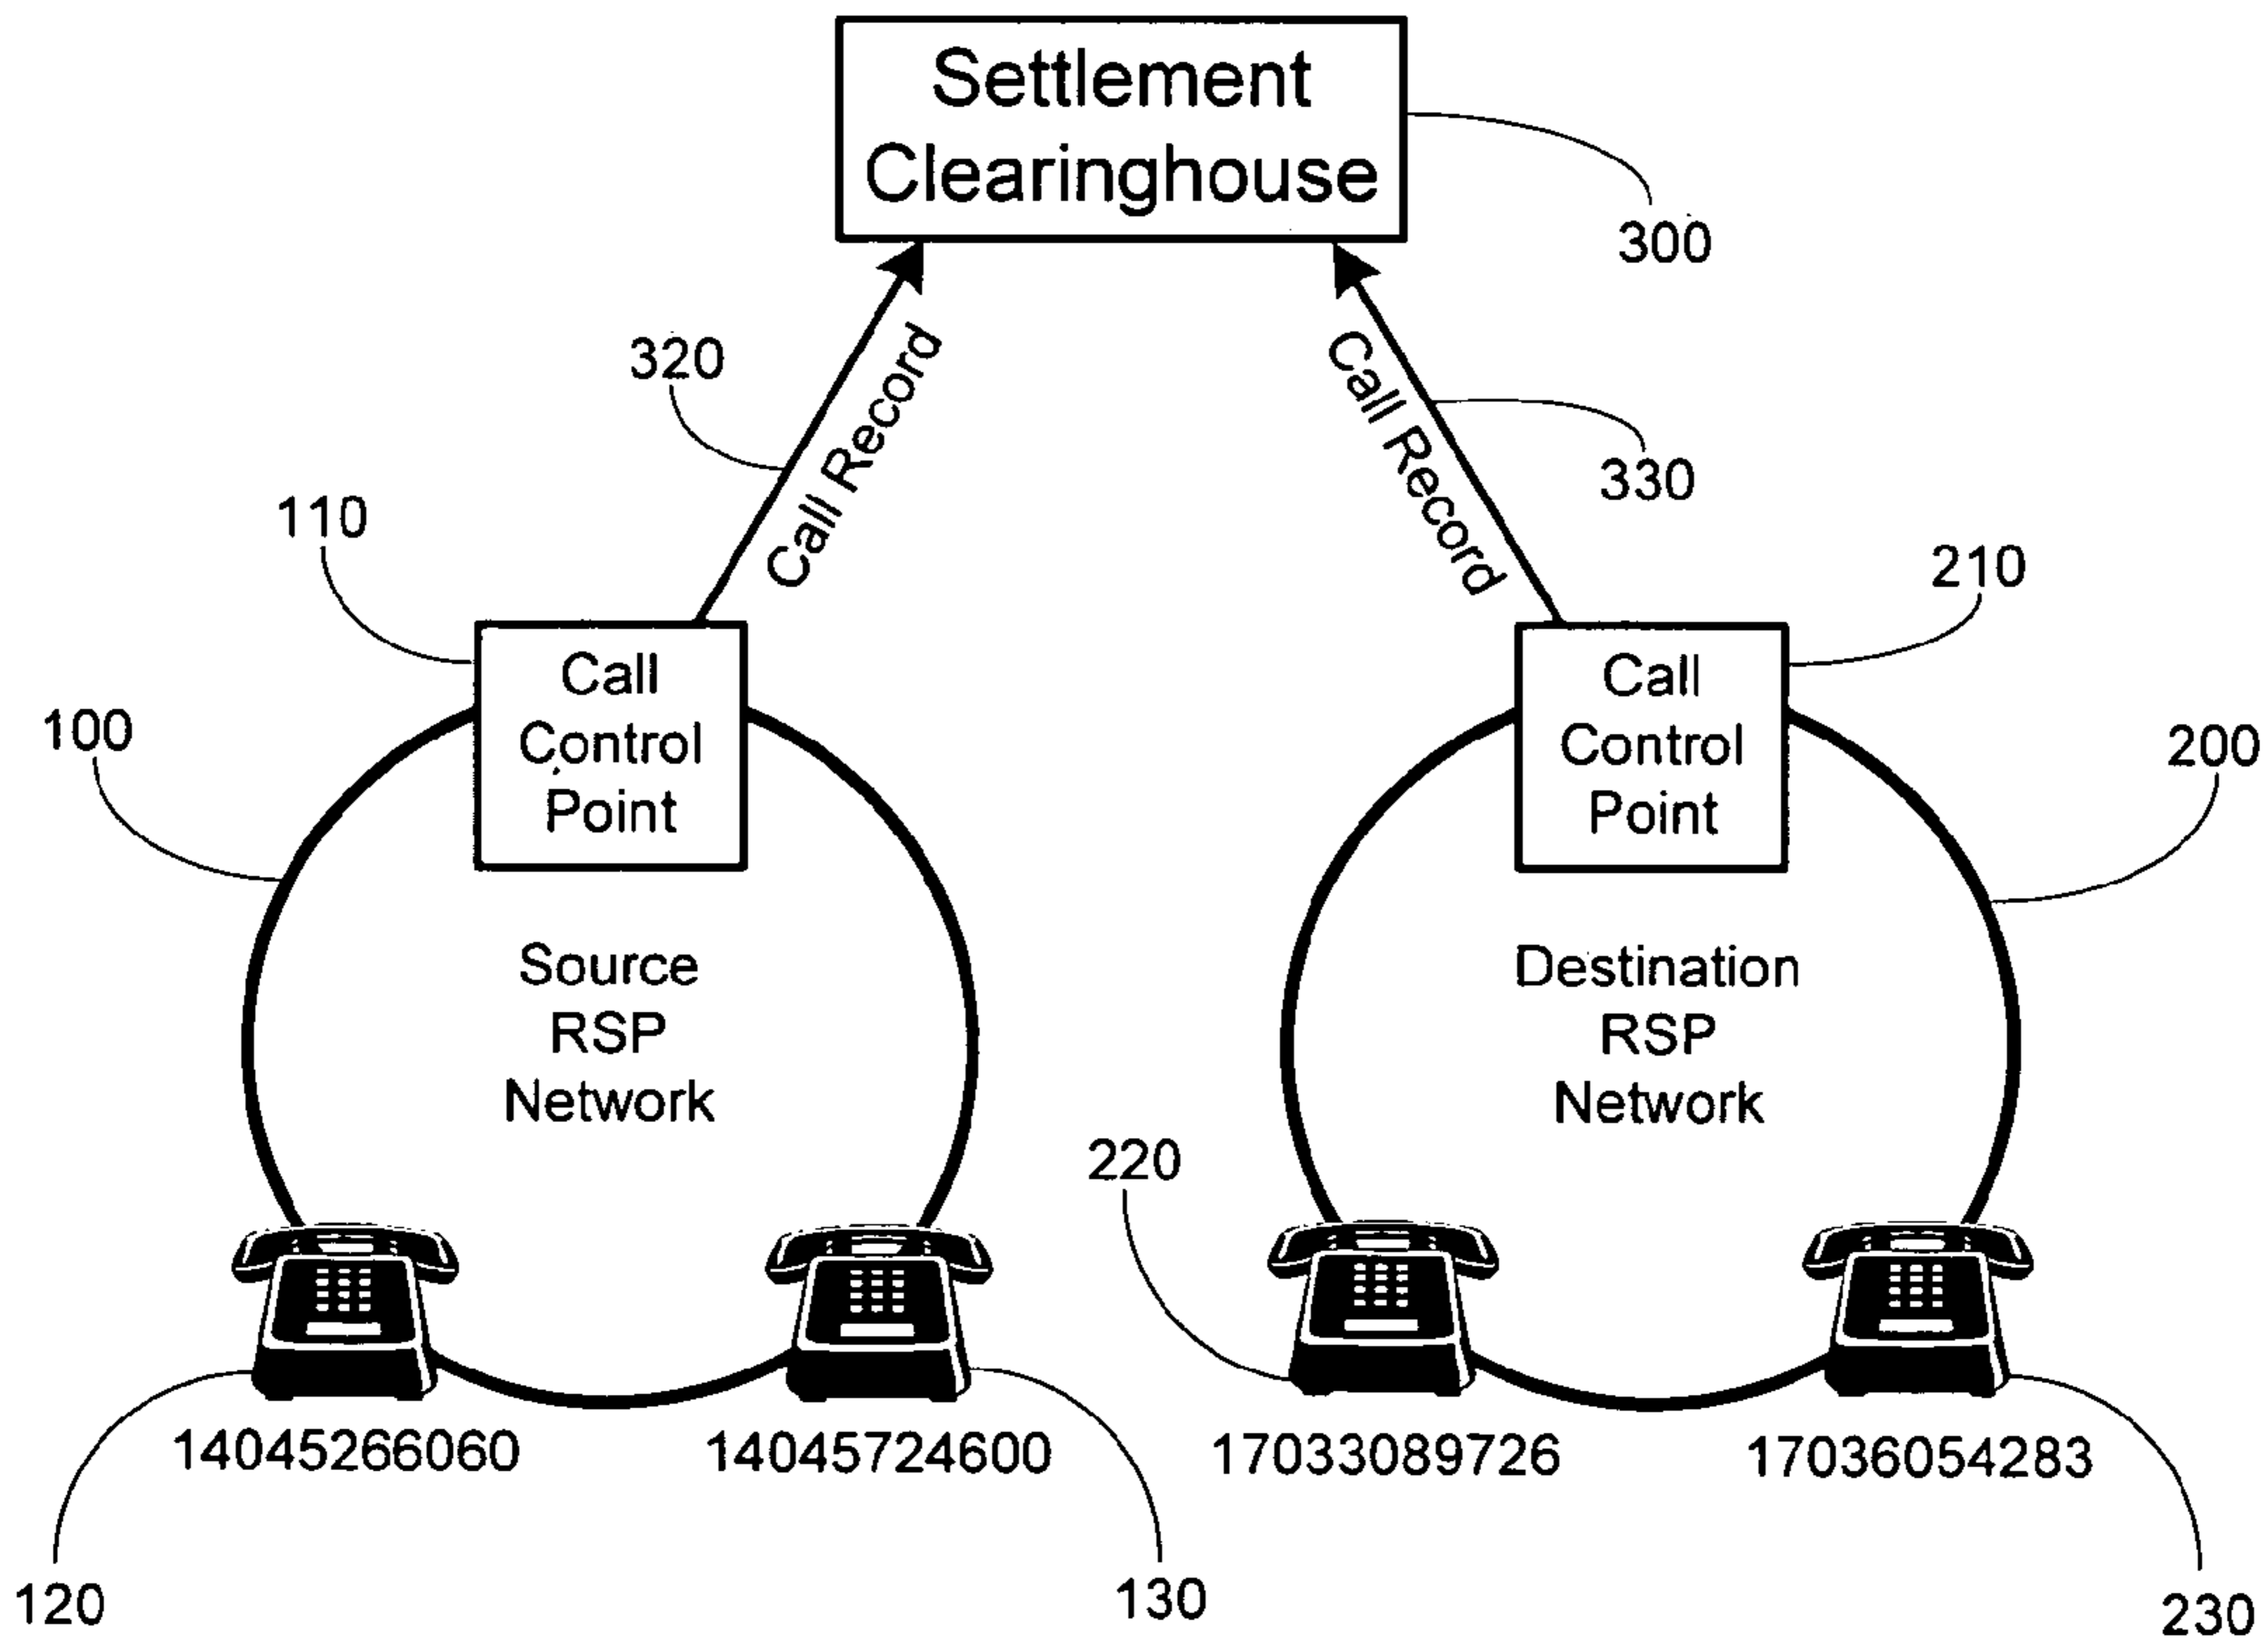 Settlement
Clearinghouse
300
320
Call Record
Call Record
330
110
210
Call
Control
Point
Call
Control
Point
100
200
Source
RSP
Network
Destination
RSP
Network
220
14045266060
14045724600
17033089726
17036054283
120
130
230